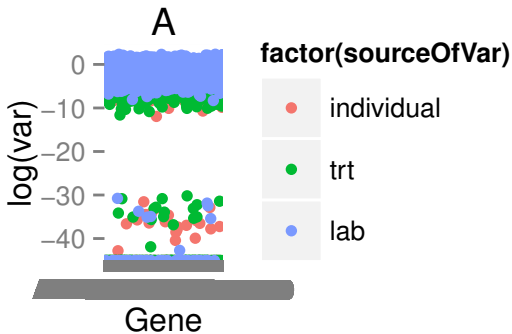 A
factor(sourceOfVar)
0
−10
−20
−30
−40
log(var)
individual
trt
lab
Gene